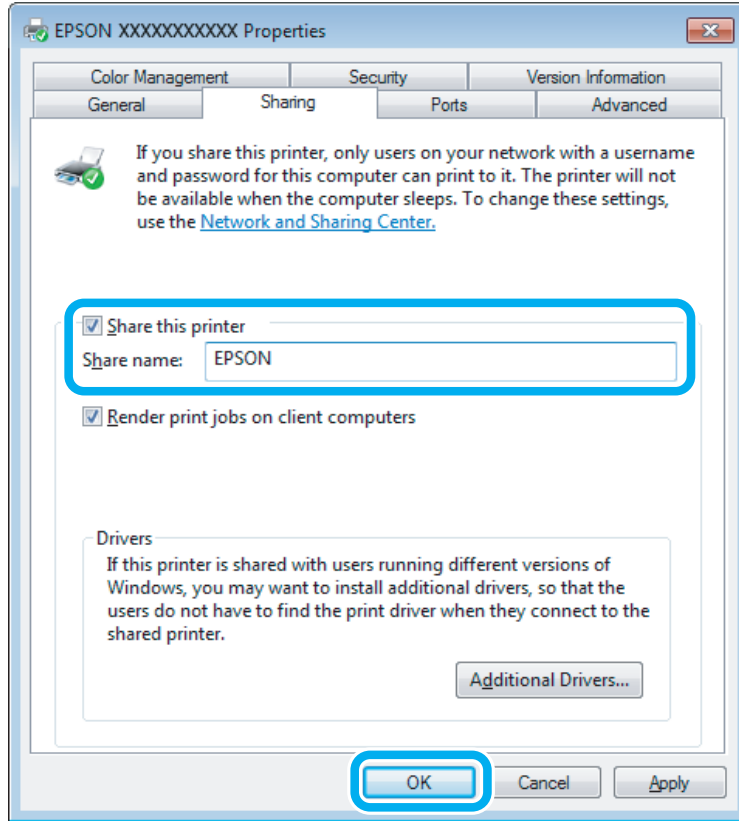 EPSON XXXXXXXXXXX Properties
Color Management Security Version Information
General Sharing Ports Advanced
If you share this printer, only users on your network with a username
and password for this computer can print to it. The printer will not
be available when the computer sleeps. To change these settings,
use the Network and Sharing Center.
Share this printer
Share name: EPSON
Render print jobs on client computers
Drivers
If this printer is shared with users running different versions of
Windows, you may want to install additional drivers, so that the
users do not have to find the print driver when they connect to the
shared printer.
Additional Drivers...
OK Cancel Apply